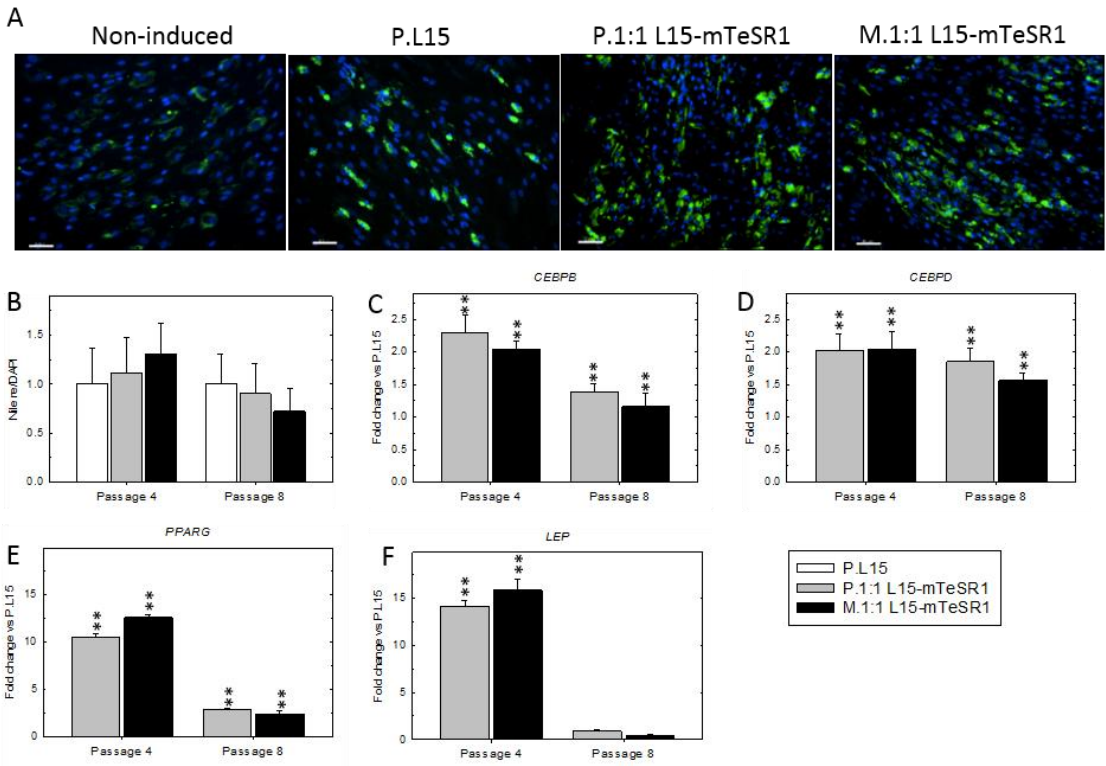 A
Non-induced P.L15 P.1:1 L15-mTeSR1 M.1:1 L15-mTeSR1
B
Nilere/DAPI
1.5
1.0
0.5
0.0
Passage 4 Passage 8
C
CEBPB
Fold change vs P.L15
2.5
2.0
1.5
1.0
0.5
0.0
** ** ** **
Passage 4 Passage 8
D
CEBPD
Fold change vs P.L15
2.5
2.0
1.5
1.0
0.5
0.0
** ** ** **
Passage 4 Passage 8
E
PPARG
Fold change vs P.L15
15
10
5
0
** ** ** **
Passage 4 Passage 8
F
LEP
Fold change vs P.L15
15
10
5
0
** **
Passage 4 Passage 8
P.L15
P.1:1 L15-mTeSR1
M.1:1 L15-mTeSR1